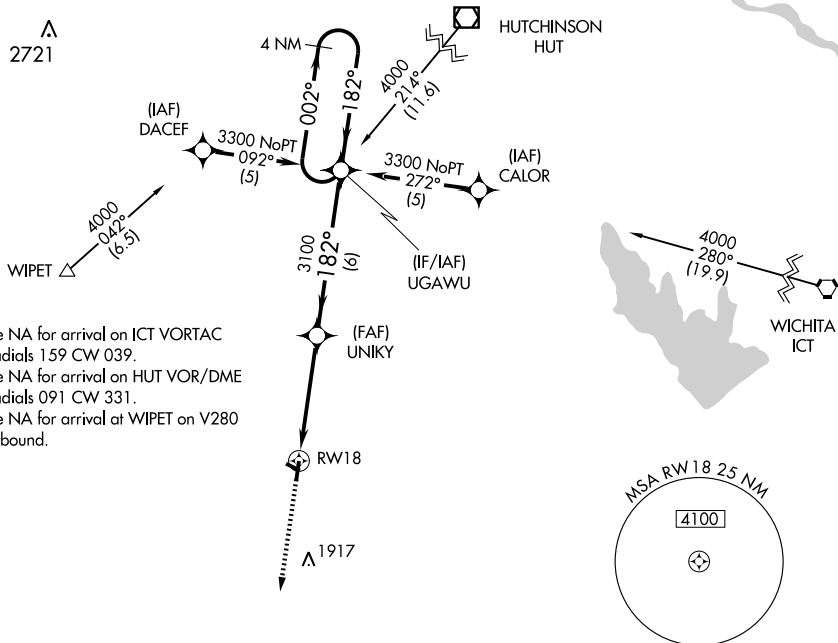 2721
HUTCHINSON
HUT
4 NM
002°
182°
4000
214°
(11.6)
(IAF)
DACEF
3300 NoPT
092°
(5)
3300 NoPT
272°
(5)
(IAF)
CALOR
4000
042°
(6.5)
WIPET
3100
182°
(6)
(IF/IAF)
UGAWU
4000
280°
(19.9)
WICHITA
ICT
(FAF)
UNIKY
e NA for arrival on ICT VORTAC
adials 159 CW 039.
e NA for arrival on HUT VOR/DME
adials 091 CW 331.
e NA for arrival at WIPET on V280
bound.
RW18
1917
MSA RW18 25 NM
4100